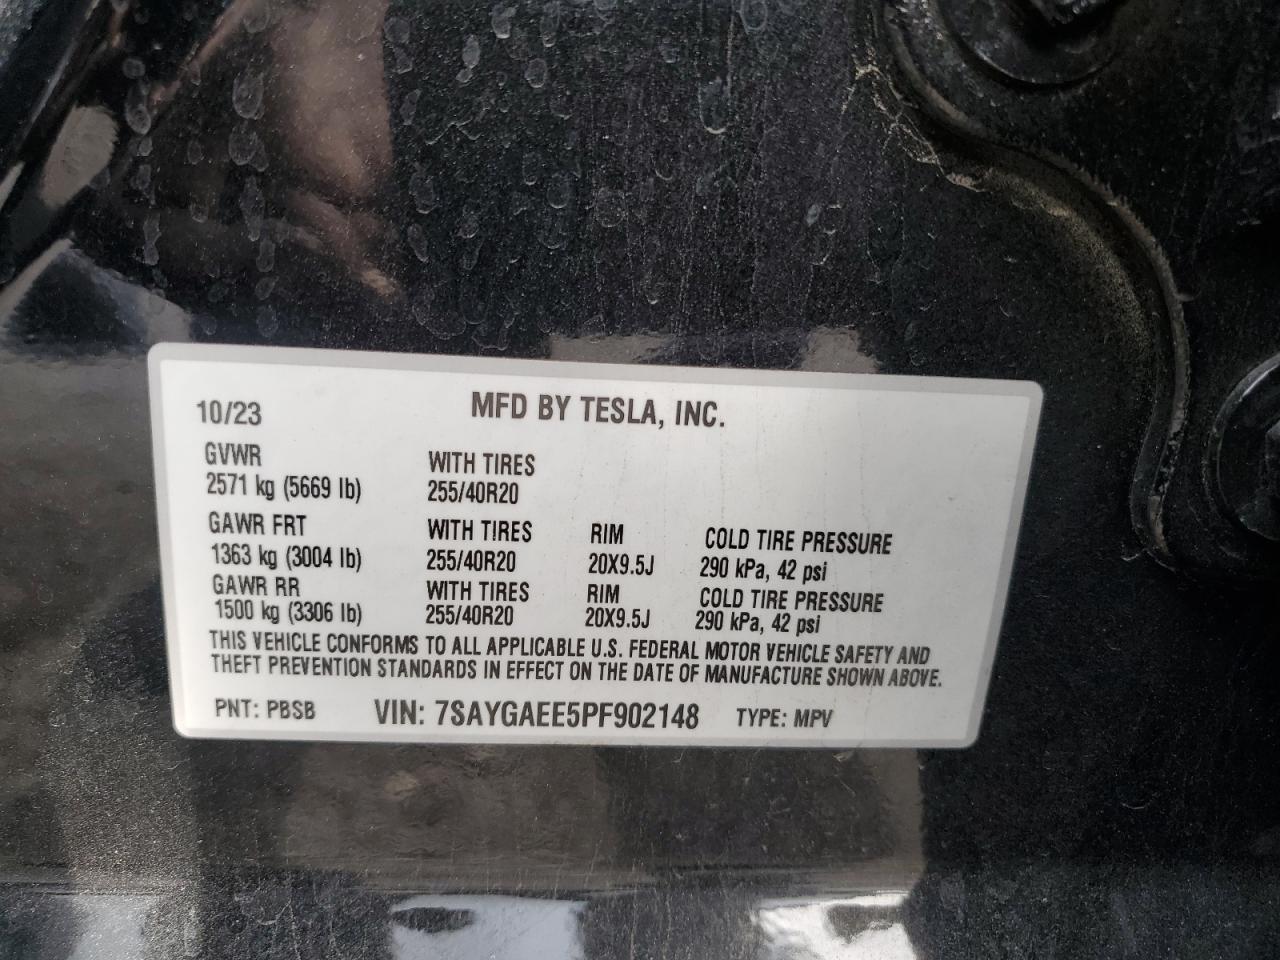 10/23 MFD BY TESLA, INC.
GVWR WITH TIRES
2571 kg (5669 lb) 255/40R20
GAWR FRT WITH TIRES RIM COLD TIRE PRESSURE
1363 kg (3004 lb) 255/40R20 20X9.5J 290 kPa, 42 psi
GAWR RR WITH TIRES RIM COLD TIRE PRESSURE
1500 kg (3306 lb) 255/40R20 20X9.5J 290 kPa, 42 psi
THIS VEHICLE CONFORMS TO ALL APPLICABLE U.S. FEDERAL MOTOR VEHICLE SAFETY AND
THEFT PREVENTION STANDARDS IN EFFECT ON THE DATE OF MANUFACTURE SHOWN ABOVE.
PNT: PBSB VIN: 7SAYGAEE5PF902148 TYPE: MPV